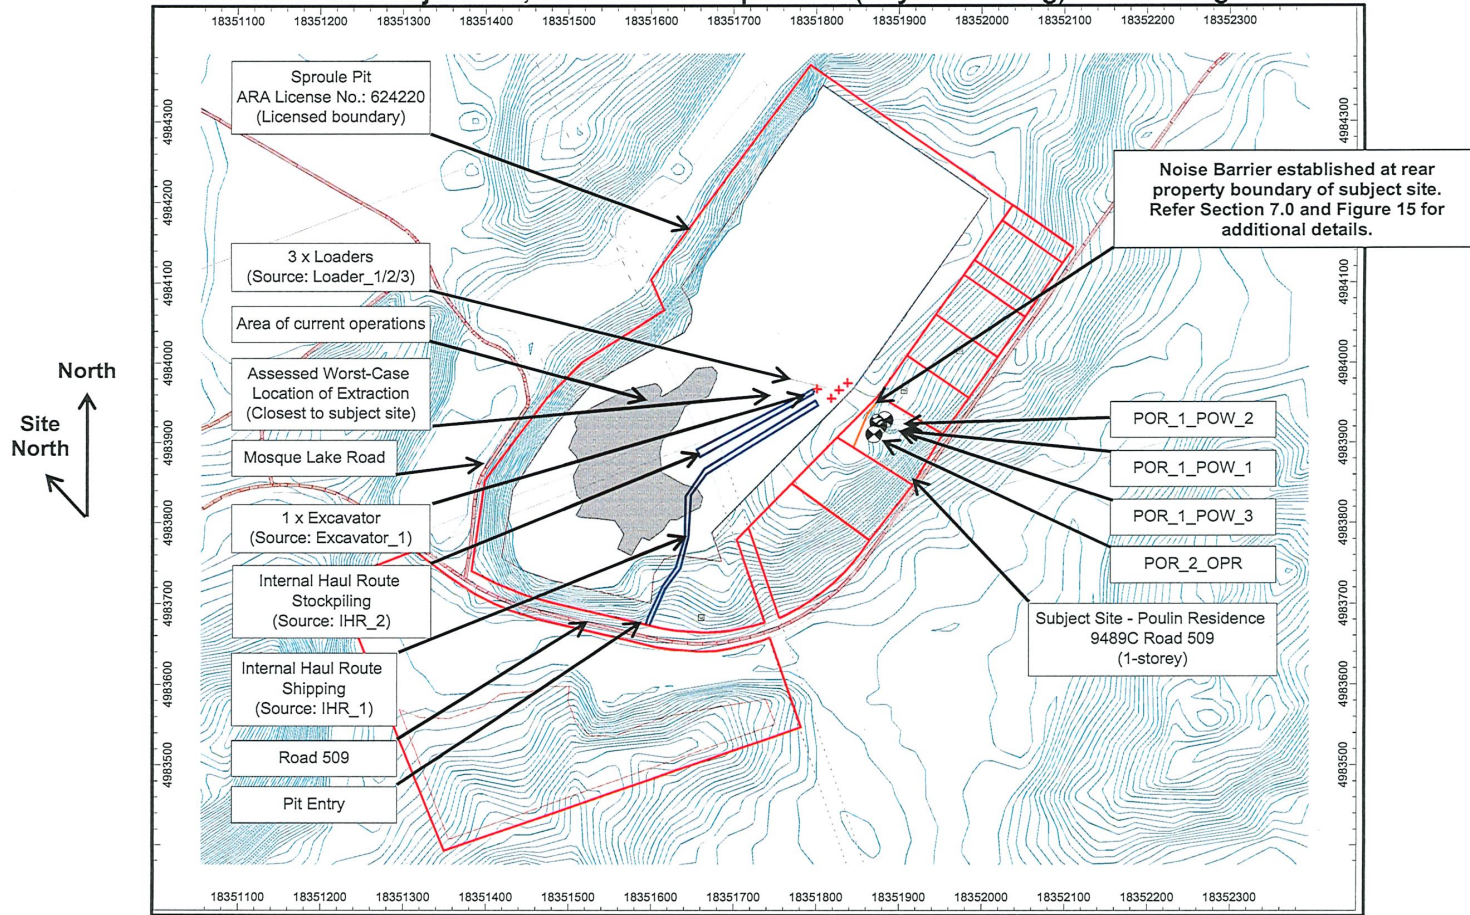 18351100 18351200 18351300 18351400 18351500 18351600 18351700 18351800 18351900 18352000 18352100 18352200 18352300
Sproule Pit
ARA License No.: 624220
(Licensed boundary)
Noise Barrier established at rear
property boundary of subject site.
Refer Section 7.0 and Figure 15 for
additional details.
3 x Loaders
(Source: Loader_1/2/3)
Area of current operations
Assessed Worst-Case
Location of Extraction
(Closest to subject site)
Mosque Lake Road
1 x Excavator
(Source: Excavator_1)
Internal Haul Route
Stockpiling
(Source: IHR_2)
Internal Haul Route
Shipping
(Source: IHR_1)
Road 509
Pit Entry
North
Site
North
POR_1_POW_2
POR_1_POW_1
POR_1_POW_3
POR_2_OPR
Subject Site - Poulin Residence
9489C Road 509
(1-storey)
4984300
4984200
4984100
4984000
4983900
4983800
4983700
4983600
4983500
4984300
4984100
4984000
4983900
4983800
4983700
4983600
4983500
18351100 18351200 18351300 18351400 18351500 18351600 18351700 18351800 18351900 18352000 18352100 18352200 18352300